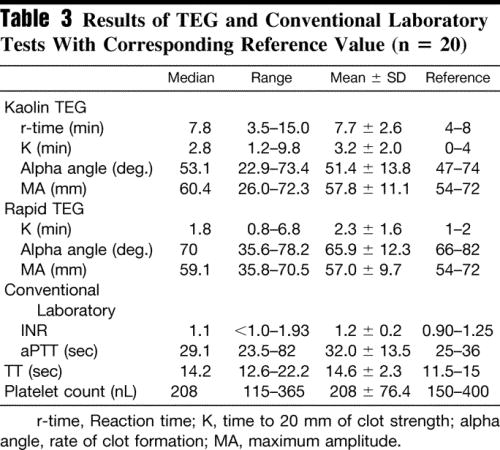 Table 3 Results of TEG and Conventional Laboratory
Tests With Corresponding Reference Value (n = 20)
Median Range Mean ± SD Reference
Kaolin TEG
r-time (min) 7.8 3.5–15.0 7.7 ± 2.6 4–8
K (min) 2.8 1.2–9.8 3.2 ± 2.0 0–4
Alpha angle (deg.) 53.1 22.9–73.4 51.4 ± 13.8 47–74
MA (mm) 60.4 26.0–72.3 57.8 ± 11.1 54–72
Rapid TEG
K (min) 1.8 0.8–6.8 2.3 ± 1.6 1–2
Alpha angle (deg.) 70 35.6–78.2 65.9 ± 12.3 66–82
MA (mm) 59.1 35.8–70.5 57.0 ± 9.7 54–72
Conventional
Laboratory
INR 1.1 <1.0–1.93 1.2 ± 0.2 0.90–1.25
aPTT (sec) 29.1 23.5–82 32.0 ± 13.5 25–36
TT (sec) 14.2 12.6–22.2 14.6 ± 2.3 11.5–15
Platelet count (nL) 208 115–365 208 ± 76.4 150–400
r-time, Reaction time; K, time to 20 mm of clot strength; alpha
angle, rate of clot formation; MA, maximum amplitude.